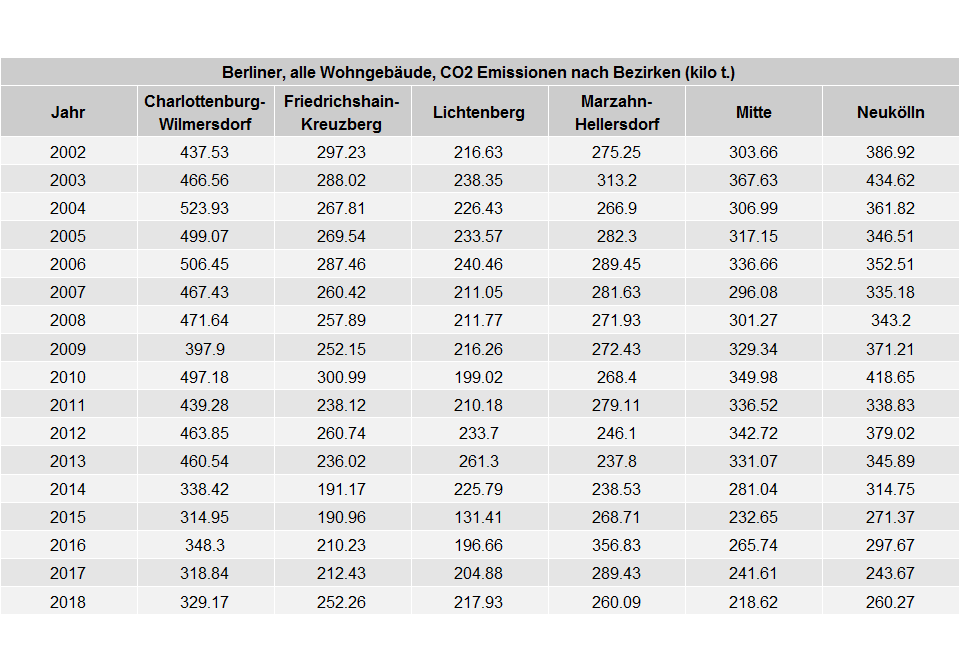 Berliner, alle Wohngebäude, CO2 Emissionen nach Bezirken (kilo t.)
Jahr Charlottenburg-Wilmersdorf Friedrichshain-Kreuzberg Lichtenberg Marzahn-Hellersdorf Mitte Neukölln
2002 437.53 297.23 216.63 275.25 303.66 386.92
2003 466.56 288.02 238.35 313.2 367.63 434.62
2004 523.93 267.81 226.43 266.9 306.99 361.82
2005 499.07 269.54 233.57 282.3 317.15 346.51
2006 506.45 287.46 240.46 289.45 336.66 352.51
2007 467.43 260.42 211.05 281.63 296.08 335.18
2008 471.64 257.89 211.77 271.93 301.27 343.2
2009 397.9 252.15 216.26 272.43 329.34 371.21
2010 497.18 300.99 199.02 268.4 349.98 418.65
2011 439.28 238.12 210.18 279.11 336.52 338.83
2012 463.85 260.74 233.7 246.1 342.72 379.02
2013 460.54 236.02 261.3 237.8 331.07 345.89
2014 338.42 191.17 225.79 238.53 281.04 314.75
2015 314.95 190.96 131.41 268.71 232.65 271.37
2016 348.3 210.23 196.66 356.83 265.74 297.67
2017 318.84 212.43 204.88 289.43 241.61 243.67
2018 329.17 252.26 217.93 260.09 218.62 260.27